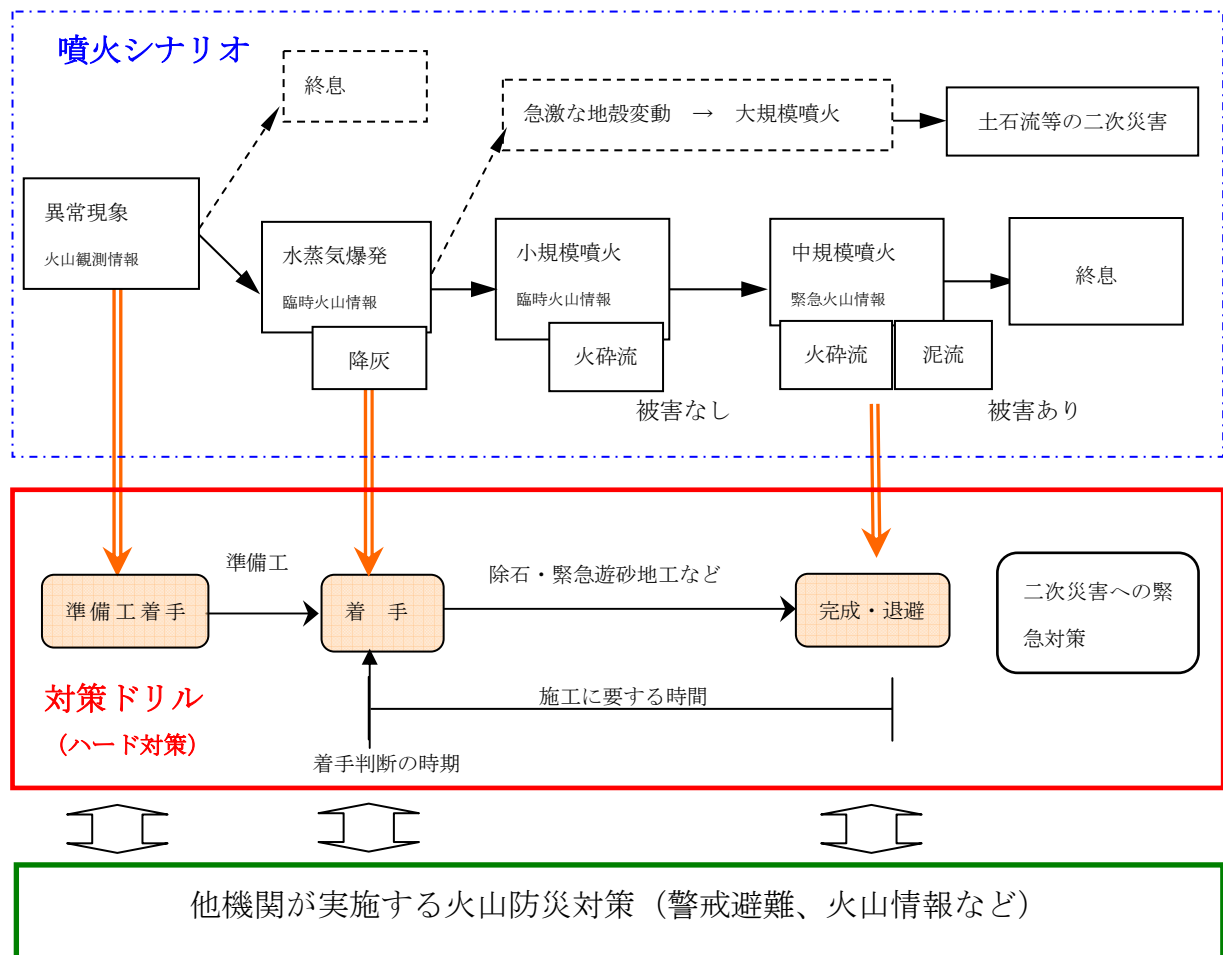 噴火シナリオ
終息
急激な地殻変動　→　大規模噴火
土石流等の二次災害
異常現象
火山観測情報
水蒸気爆発
臨時火山情報
降灰
小規模噴火
臨時火山情報
火砕流
被害なし
中規模噴火
緊急火山情報
火砕流
泥流
被害あり
終息
準備工着手
準備工
着　手
除石・緊急遊砂地工など
完成・退避
二次災害への緊
急対策
対策ドリル
（ハード対策）
施工に要する時間
着手判断の時期
他機関が実施する火山防災対策（警戒避難、火山情報など）